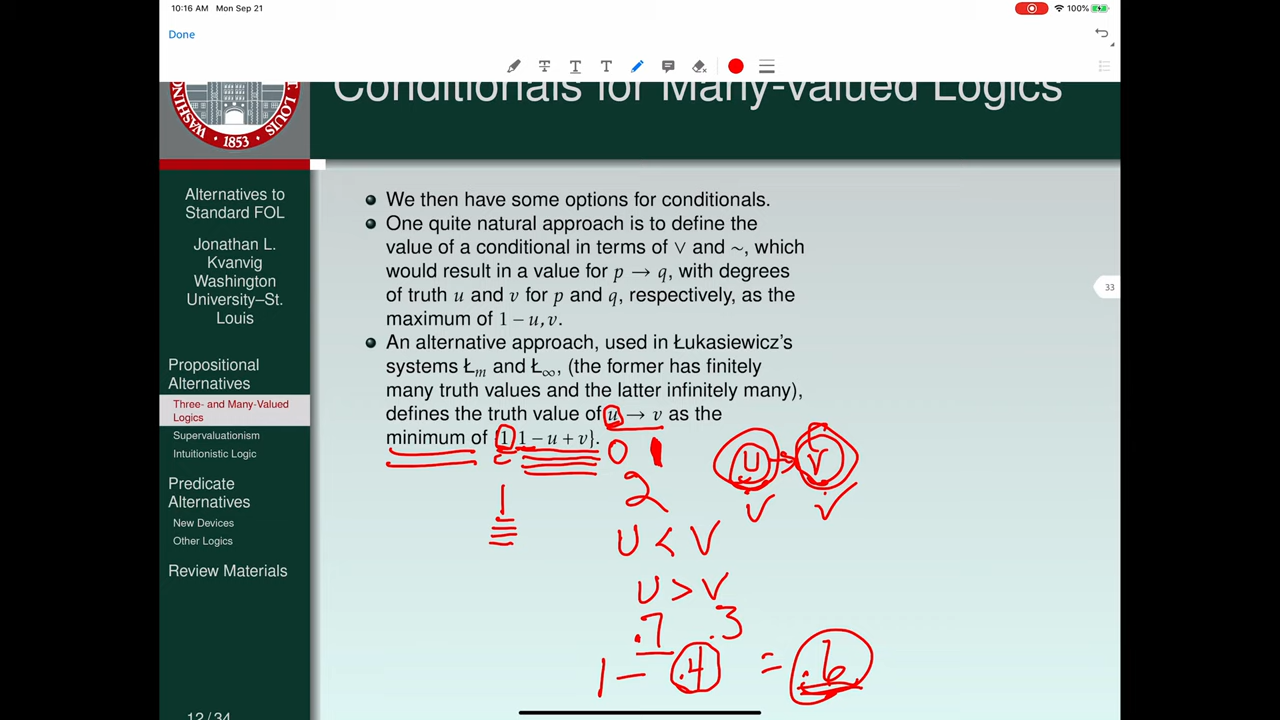 10:16 AM Mon Sep 21
100%
Done
Conditionals for Many-Valued Logics
WASHINGTON
ST. LOUIS
1853
Alternatives to
Standard FOL
Jonathan L.
Kvanvig
Washington
University–St.
Louis
Propositional
Alternatives
Three- and Many-Valued
Logics
Supervaluationism
Intuitionistic Logic
Predicate
Alternatives
New Devices
Other Logics
Review Materials
12 / 34
We then have some options for conditionals.
One quite natural approach is to define the
value of a conditional in terms of ∨ and ∼, which
would result in a value for p → q, with degrees
of truth u and v for p and q, respectively, as the
maximum of 1 − u, v.
An alternative approach, used in Łukasiewicz's
systems Łm and Ł∞, (the former has finitely
many truth values and the latter infinitely many),
defines the truth value of u → v as the
minimum of {1, 1 − u + v}.
0 1
U → V
2
1
U < V
U > V
.7 .3
1 − .4 = .6
33